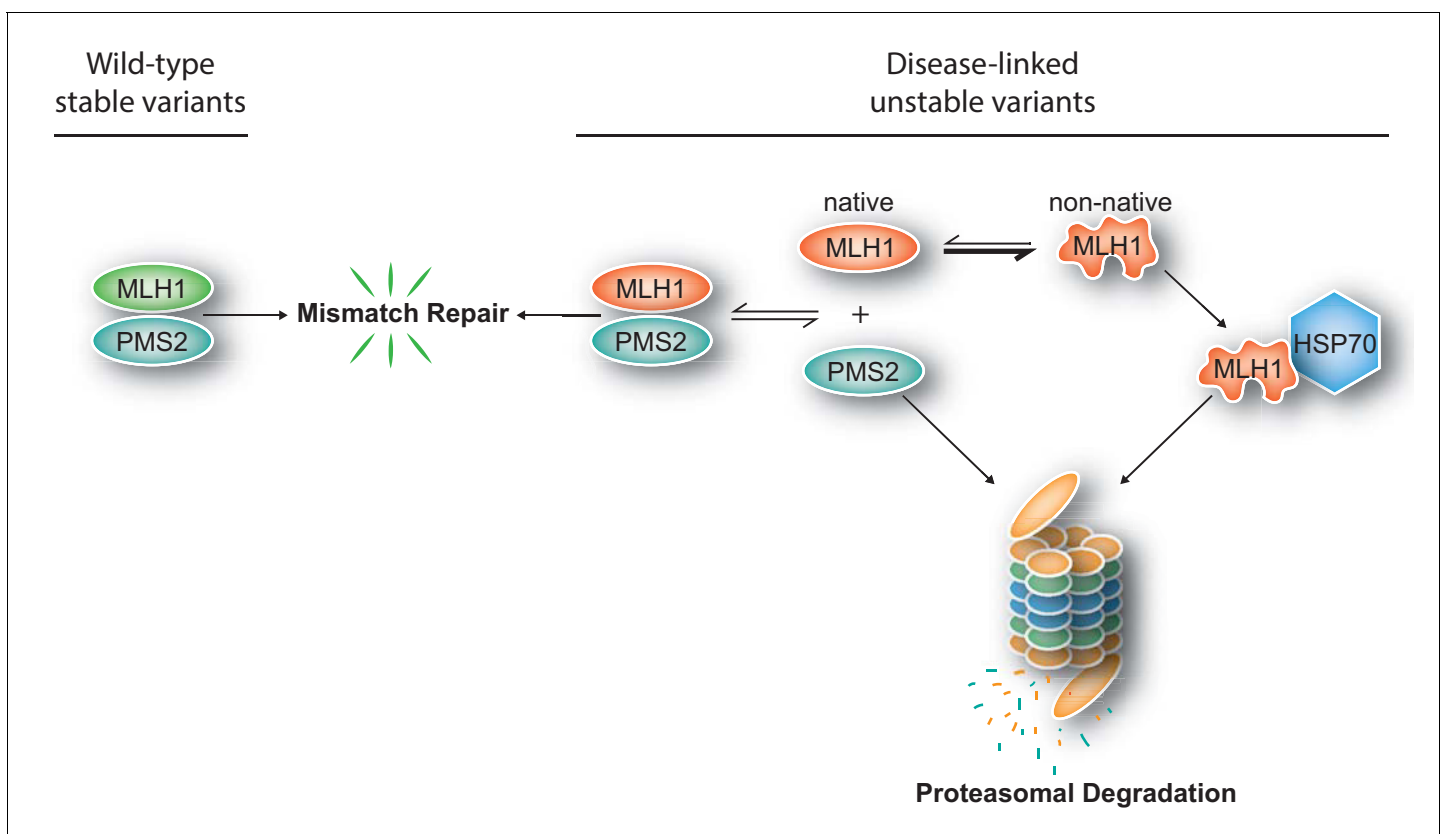 Wild-type
stable variants
Disease-linked
unstable variants
native
non-native
MLH1
MLH1
MLH1
PMS2
Mismatch Repair
MLH1
PMS2
+
PMS2
MLH1
HSP70
Proteasomal Degradation